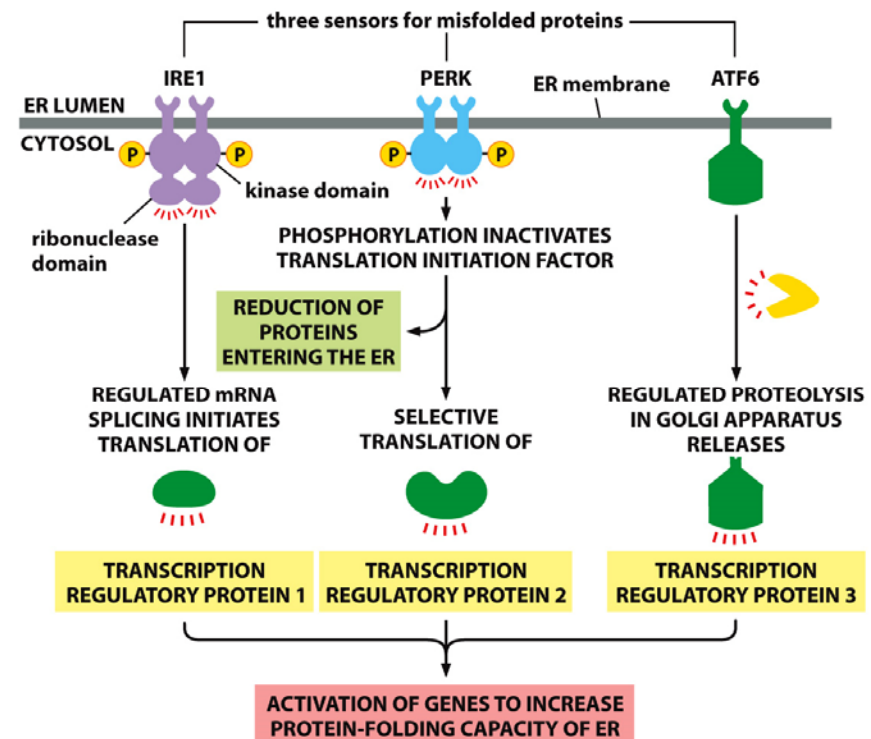 three sensors for misfolded proteins
IRE1
PERK
ATF6
ER membrane
ER LUMEN
CYTOSOL
P
P
P
P
kinase domain
ribonuclease
domain
PHOSPHORYLATION INACTIVATES
TRANSLATION INITIATION FACTOR
REDUCTION OF
PROTEINS
ENTERING THE ER
REGULATED mRNA
SPLICING INITIATES
TRANSLATION OF
SELECTIVE
TRANSLATION OF
REGULATED PROTEOLYSIS
IN GOLGI APPARATUS
RELEASES
TRANSCRIPTION
REGULATORY PROTEIN 1
TRANSCRIPTION
REGULATORY PROTEIN 2
TRANSCRIPTION
REGULATORY PROTEIN 3
ACTIVATION OF GENES TO INCREASE
PROTEIN-FOLDING CAPACITY OF ER